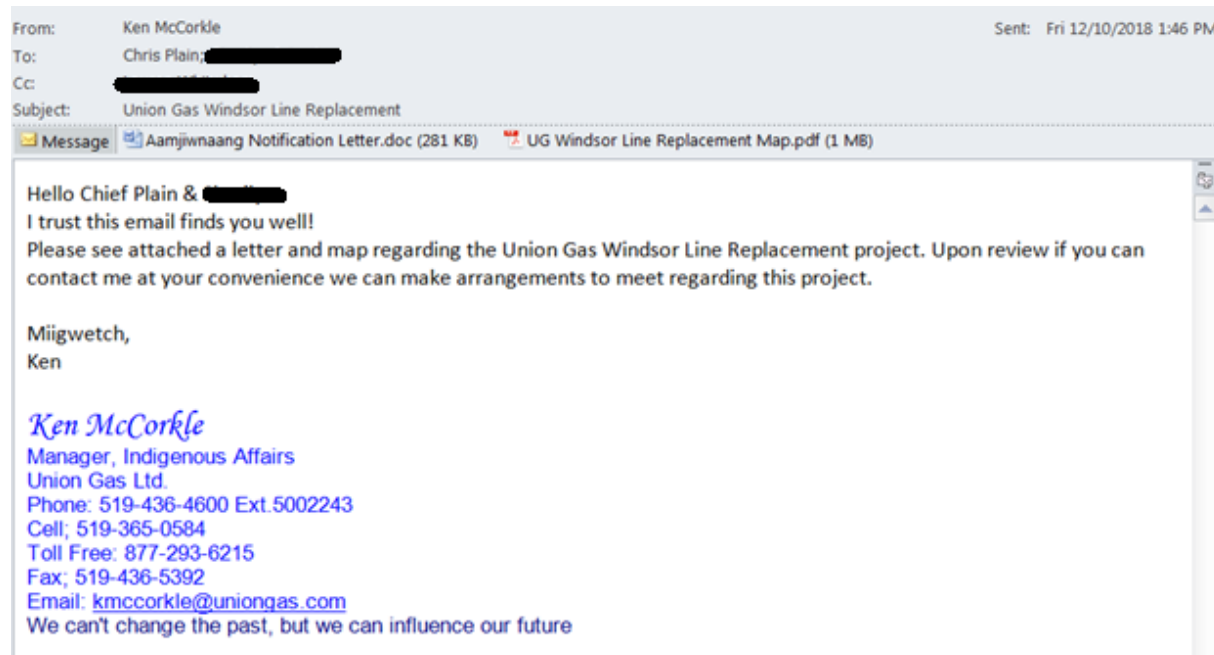 From: Ken McCorkle Sent: Fri 12/10/2018 1:46 PM
To: Chris Plain;
Cc:
Subject: Union Gas Windsor Line Replacement
Message Aamjiwnaang Notification Letter.doc (281 KB) UG Windsor Line Replacement Map.pdf (1 MB)
Hello Chief Plain &
I trust this email finds you well!
Please see attached a letter and map regarding the Union Gas Windsor Line Replacement project. Upon review if you can
contact me at your convenience we can make arrangements to meet regarding this project.
Miigwetch,
Ken
Ken McCorkle
Manager, Indigenous Affairs
Union Gas Ltd.
Phone: 519-436-4600 Ext.5002243
Cell; 519-365-0584
Toll Free: 877-293-6215
Fax; 519-436-5392
Email: kmccorkle@uniongas.com
We can't change the past, but we can influence our future